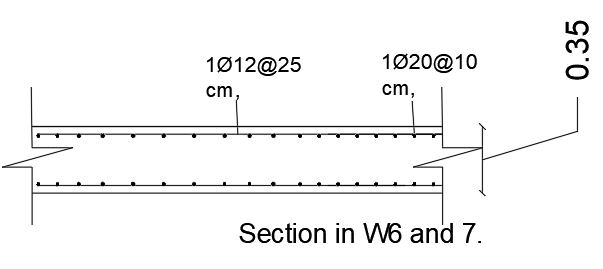 0.35
1Ø12@25
cm,
1Ø20@10
cm,
Section in W6 and 7.